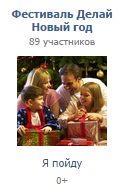 Фестиваль Делай
Новый год
89 участников
Я пойду
0+